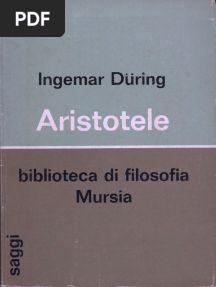 PDF
Ingemar Düring
Aristotele
biblioteca di filosofia
Mursia
saggi